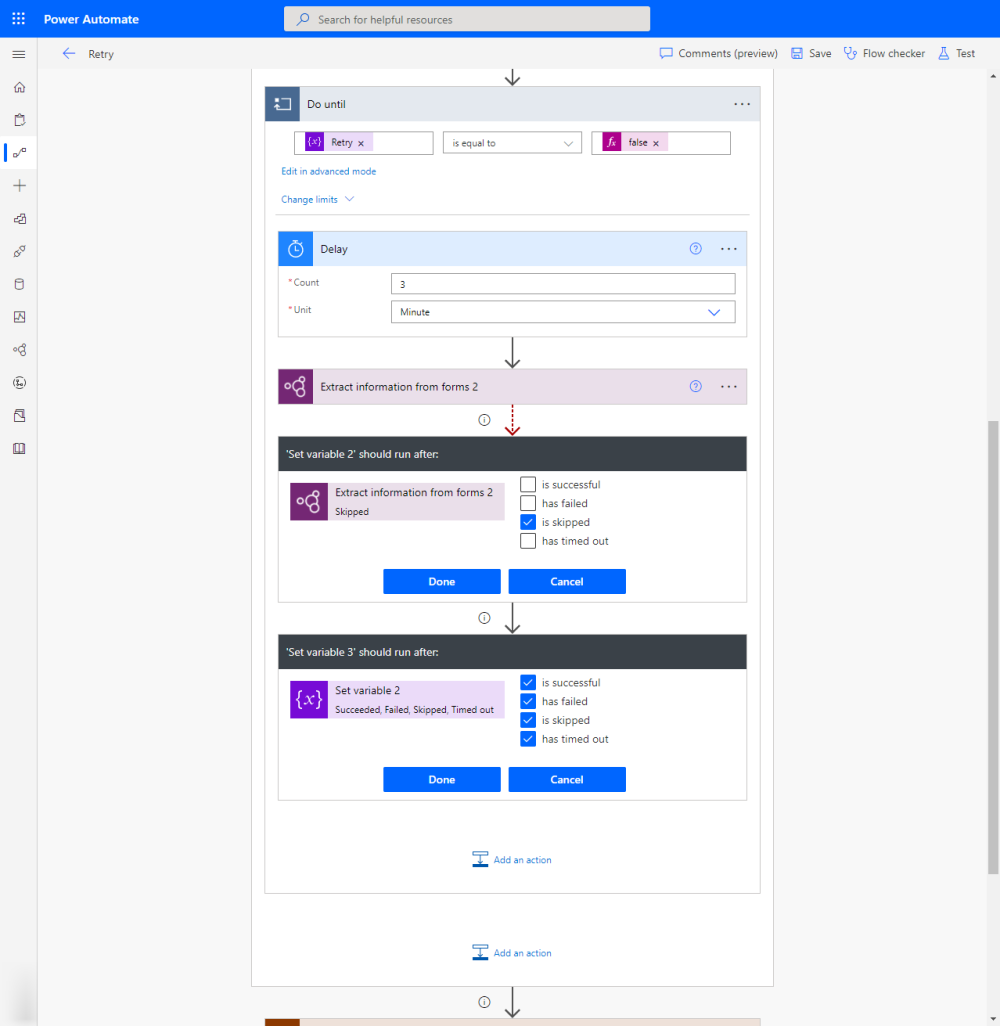 Power Automate
Search for helpful resources
Retry
Comments (preview)
Save
Flow checker
Test
Do until
{x} Retry ×
is equal to
fx false ×
Edit in advanced mode
Change limits
Delay
*Count
3
*Unit
Minute
Extract information from forms 2
'Set variable 2' should run after:
Extract information from forms 2
Skipped
is successful
has failed
is skipped
has timed out
Done
Cancel
'Set variable 3' should run after:
{x}
Set variable 2
Succeeded, Failed, Skipped, Timed out
is successful
has failed
is skipped
has timed out
Done
Cancel
Add an action
Add an action